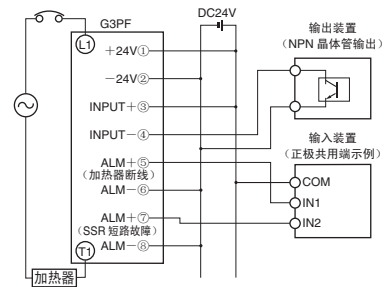 G3PF
DC24V
L1
+24V①
−24V②
INPUT+③
INPUT−④
ALM+⑤
（加热器断线）
ALM−⑥
ALM+⑦
（SSR 短路故障）
ALM−⑧
T1
加热器
输出装置
（NPN 晶体管输出）
输入装置
（正极共用端示例）
COM
IN1
IN2